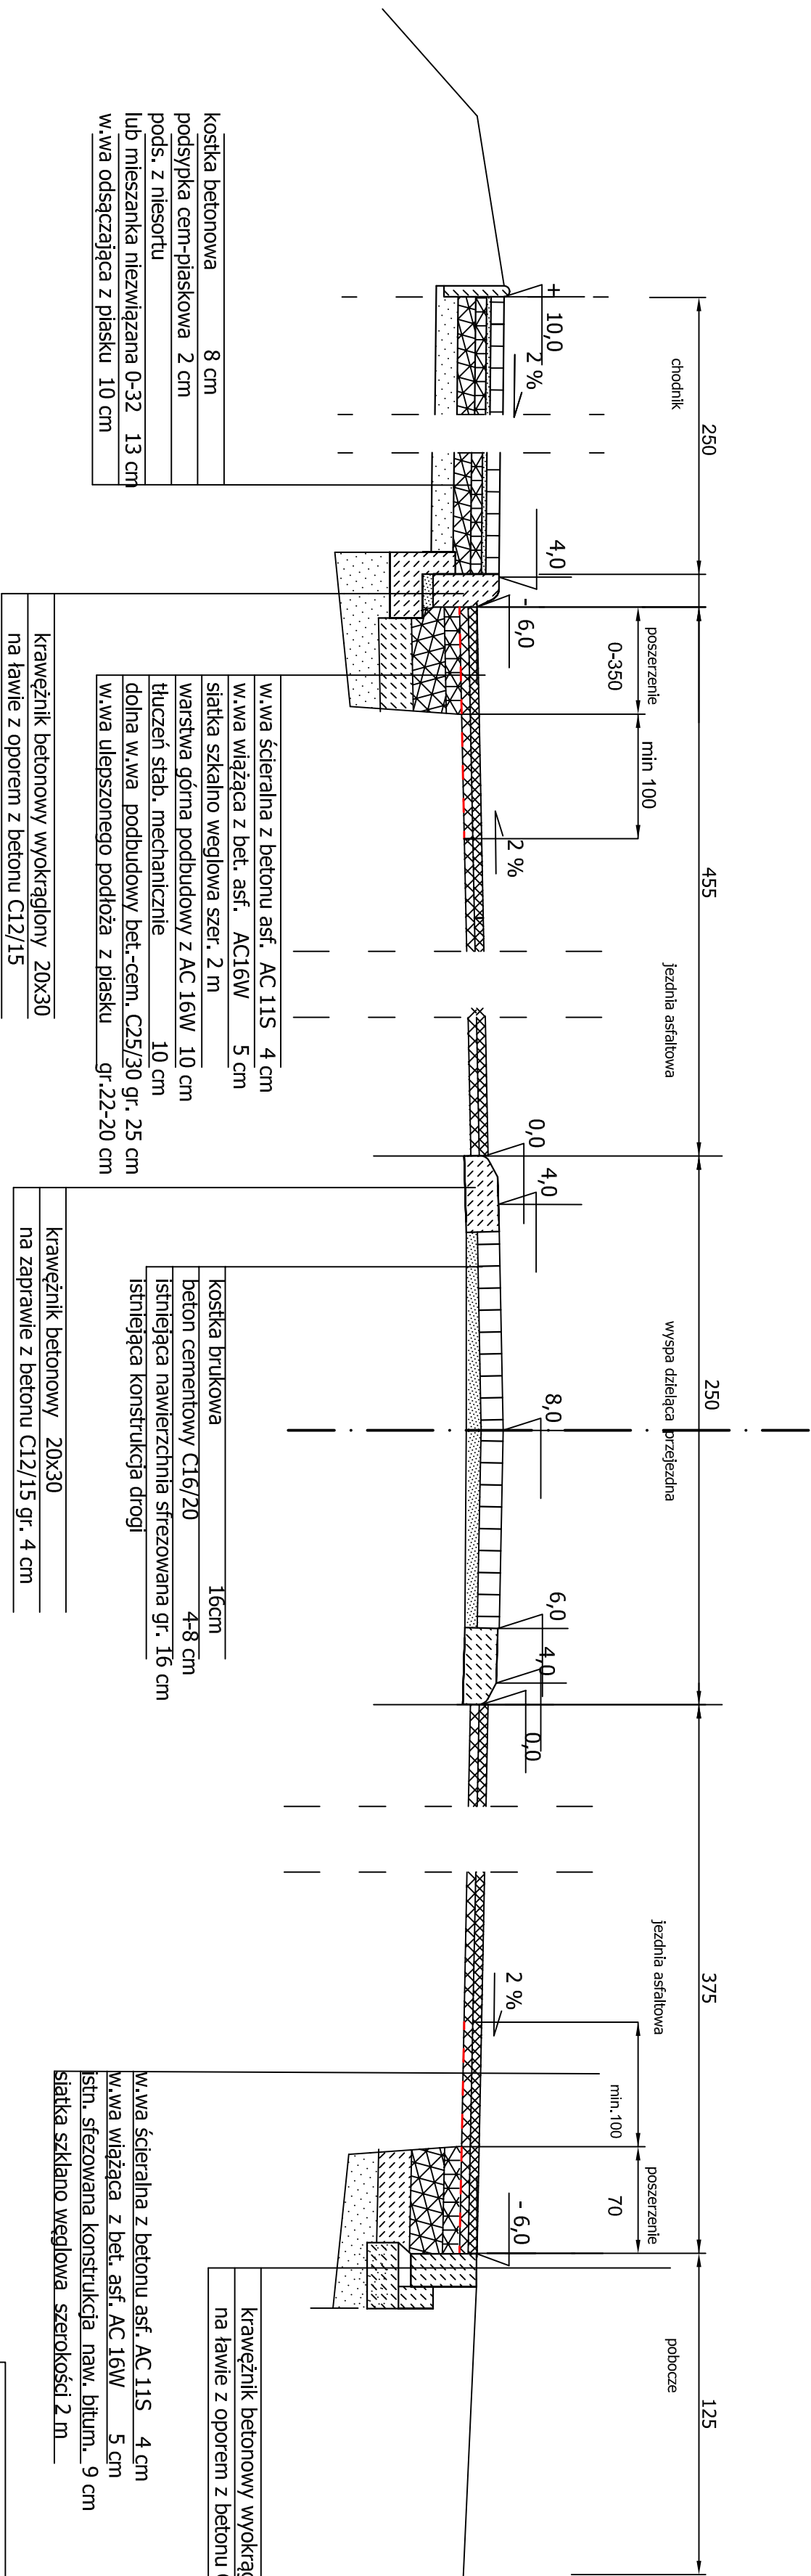 250
455
250
375
125
chodnik
poszerzenie
0-350
min 100
jezdnia asfaltowa
wyspa dzieląca przejezdna
jezdnia asfaltowa
min.100
poszerzenie
70
pobocze
+ 10,0
2 %
4,0
- 6,0
2 %
0,0
4,0
8,0
6,0
4,0
0,0
2 %
- 6,0
kostka betonowa 8 cm
podsypka cem-piaskowa 2 cm
pods. z niesortu
lub mieszanka niezwiązana 0-32 13 cm
w.wa odsączająca z piasku 10 cm
krawężnik betonowy wyokrąglony 20x30
na ławie z oporem z betonu C12/15
w.wa ścieralna z betonu asf. AC 11S 4 cm
w.wa wiążąca z bet. asf. AC16W 5 cm
siatka szkalno węglowa szer. 2 m
warstwa górna podbudowy z AC 16W 10 cm
tłuczeń stab. mechanicznie 10 cm
dolna w.wa podbudowy bet.-cem. C25/30 gr. 25 cm
w.wa ulepszonego podłoża z piasku gr.22-20 cm
krawężnik betonowy 20x30
na zaprawie z betonu C12/15 gr. 4 cm
kostka brukowa 16cm
beton cementowy C16/20 4-8 cm
istniejąca nawierzchnia sfrezowana gr. 16 cm
istniejąca konstrukcja drogi
w.wa ścieralna z betonu asf. AC 11S 4 cm
w.wa wiążąca z bet. asf. AC 16W 5 cm
istn. sfezowana konstrukcja naw. bitum. 9 cm
siatka szklano węglowa szerokości 2 m
krawężnik betonowy wyokrąg
na ławie z oporem z betonu